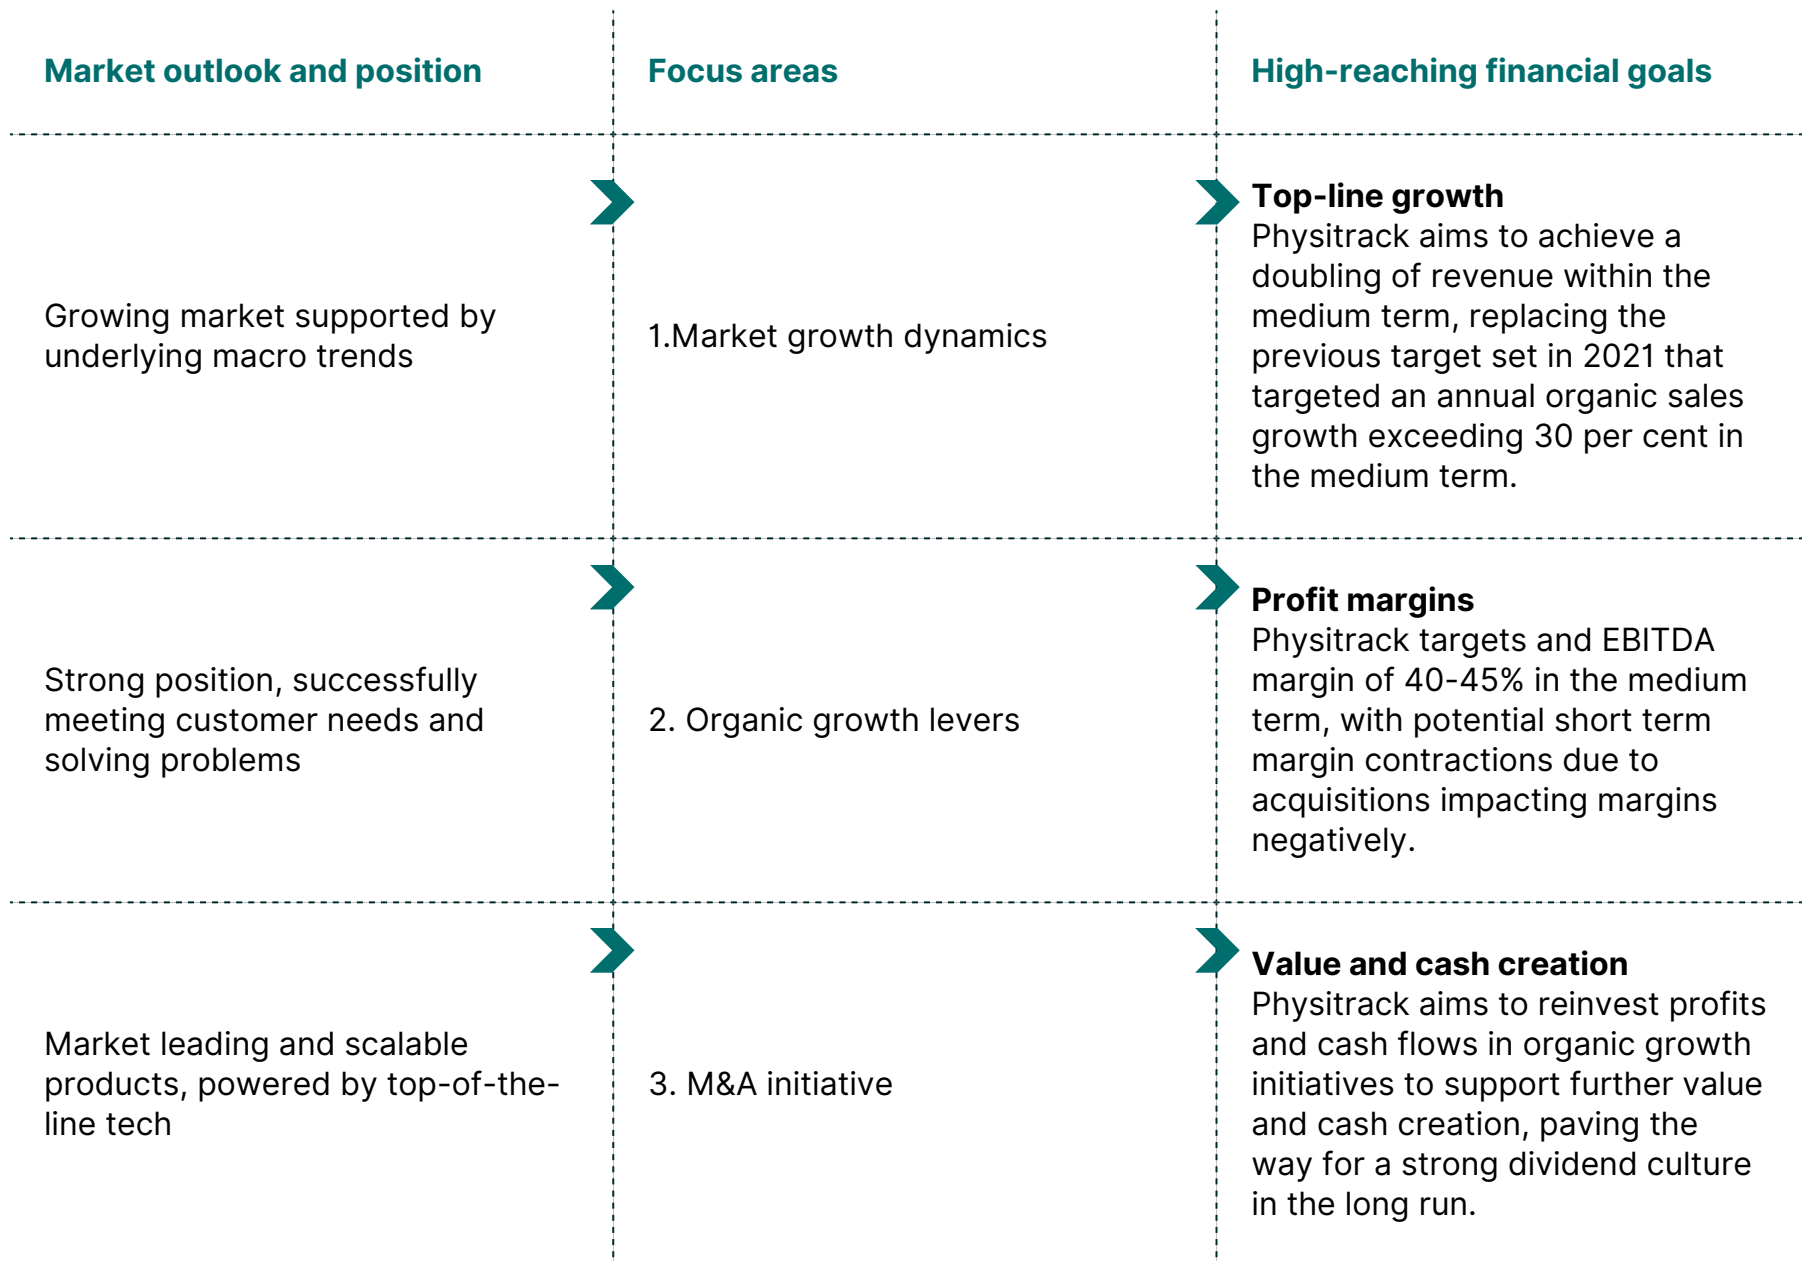 Market outlook and position
Focus areas
High-reaching financial goals
Growing market supported by
underlying macro trends
1.Market growth dynamics
Top-line growth
Physitrack aims to achieve a
doubling of revenue within the
medium term, replacing the
previous target set in 2021 that
targeted an annual organic sales
growth exceeding 30 per cent in
the medium term.
Strong position, successfully
meeting customer needs and
solving problems
2. Organic growth levers
Profit margins
Physitrack targets and EBITDA
margin of 40-45% in the medium
term, with potential short term
margin contractions due to
acquisitions impacting margins
negatively.
Market leading and scalable
products, powered by top-of-the-
line tech
3. M&A initiative
Value and cash creation
Physitrack aims to reinvest profits
and cash flows in organic growth
initiatives to support further value
and cash creation, paving the
way for a strong dividend culture
in the long run.